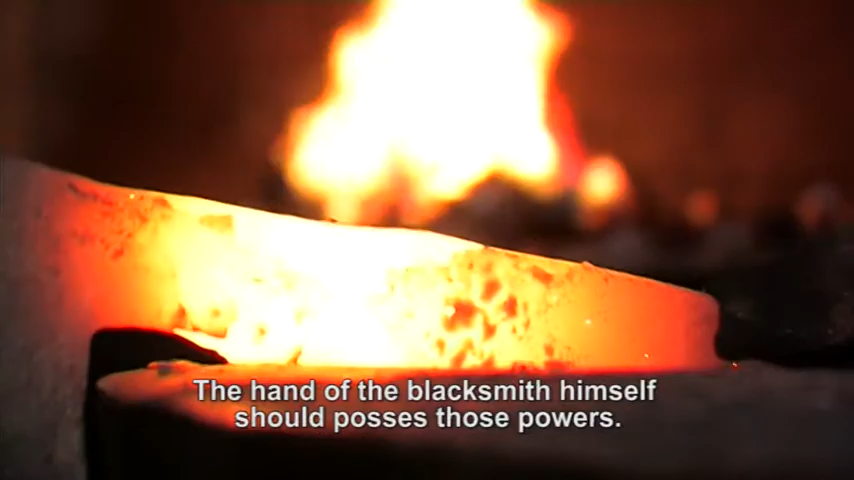 The hand of the blacksmith himself
should posses those powers.